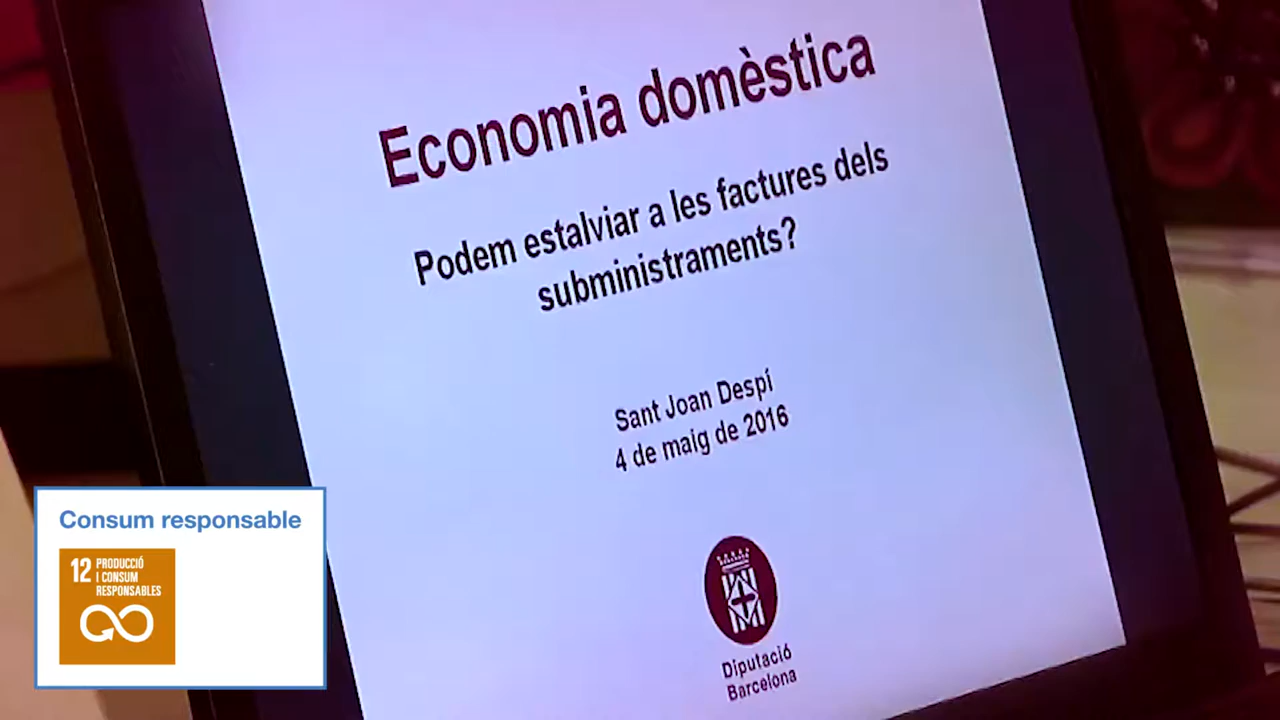 Economia domèstica
Podem estalviar a les factures dels
subministraments?
Sant Joan Despí
4 de maig de 2016
Diputació
Barcelona
Consum responsable
12 PRODUCCIÓ
I CONSUM
RESPONSABLES